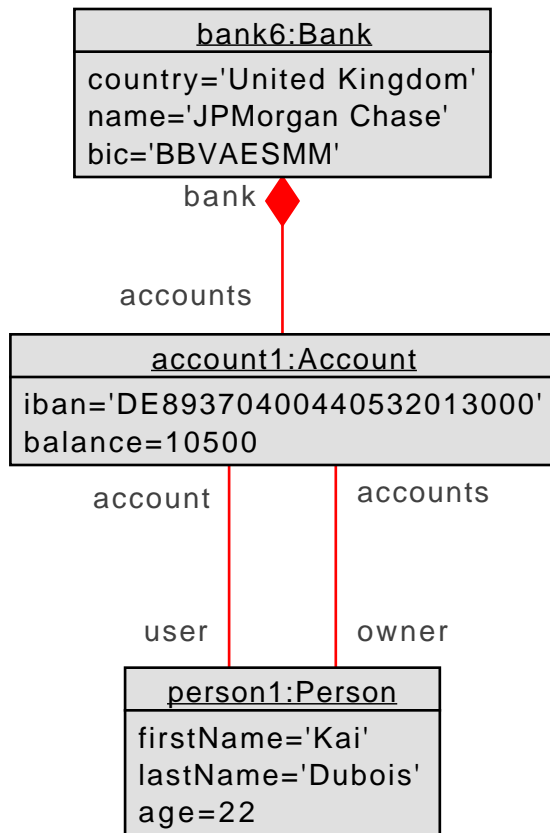 bank6:Bank
country='United Kingdom'
name='JPMorgan Chase'
bic='BBVAESMM'
bank
accounts
account1:Account
iban='DE89370400440532013000'
balance=10500
account
accounts
user
owner
person1:Person
firstName='Kai'
lastName='Dubois'
age=22